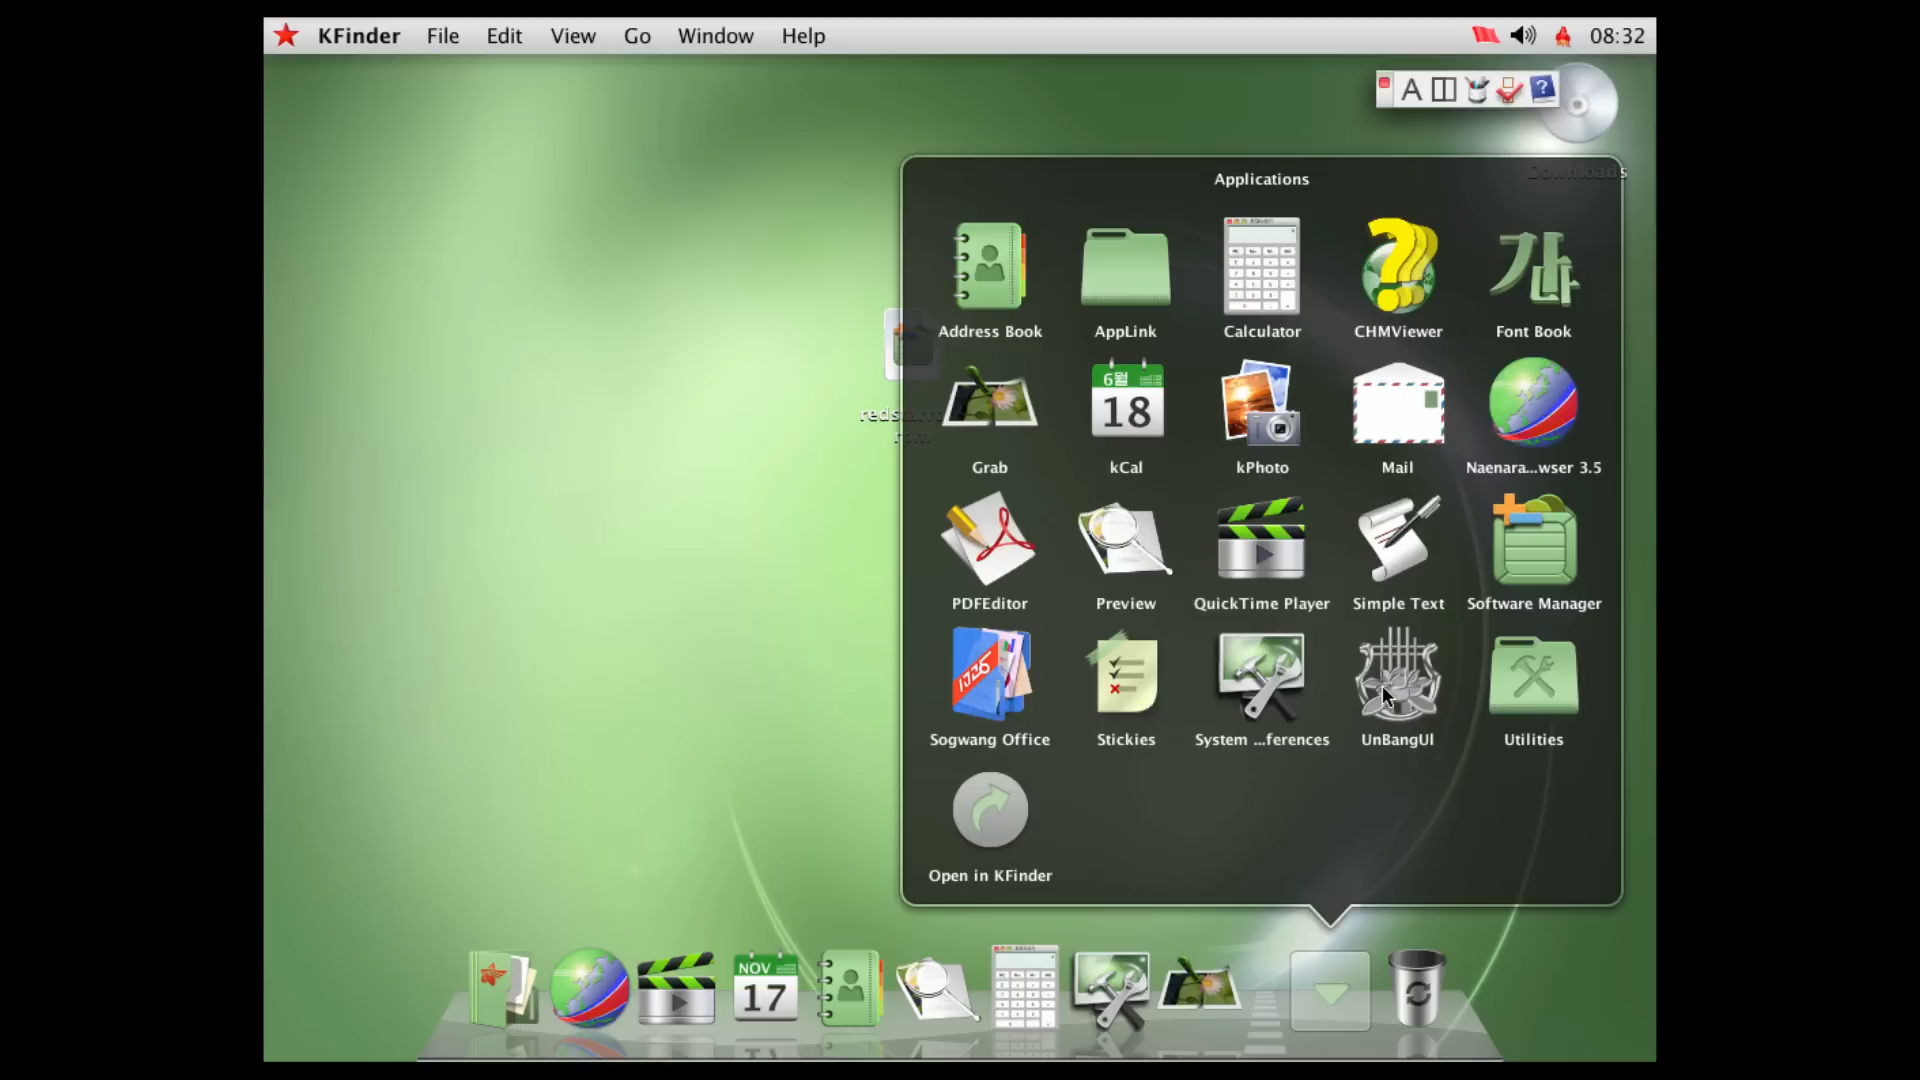 KFinder File Edit View Go Window Help 08:32
A ?
Downloads
Applications
가
Address Book AppLink Calculator CHMViewer Font Book
18
Grab kCal kPhoto Mail Naenara...wser 3.5
PDFEditor Preview QuickTime Player Simple Text Software Manager
Sogwang Office Stickies System ...ferences UnBangUI Utilities
Open in KFinder
NOV
17